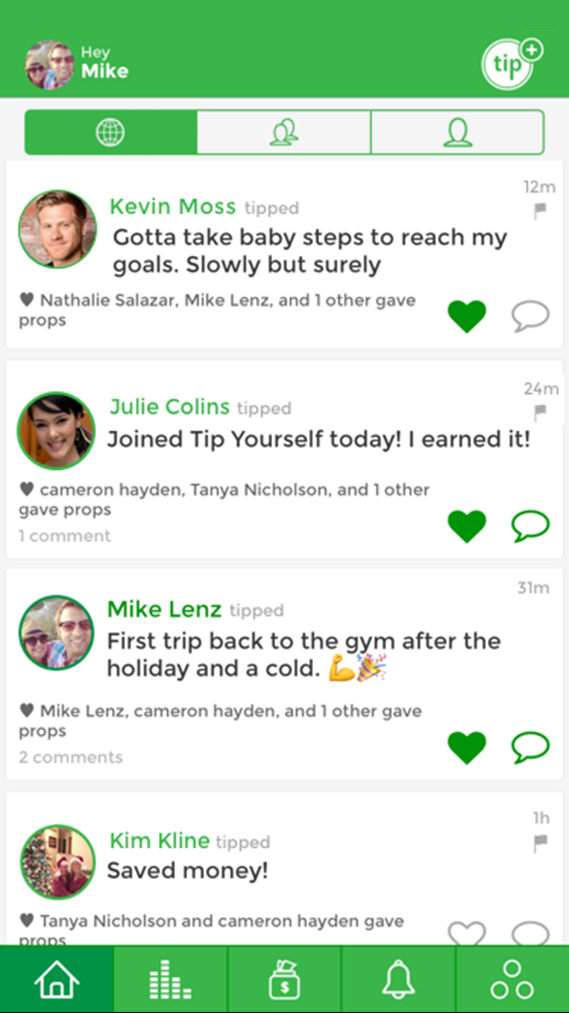 Hey
Mike
tip
Kevin Moss tipped
12m
Gotta take baby steps to reach my
goals. Slowly but surely
Nathalie Salazar, Mike Lenz, and 1 other gave
props
Julie Colins tipped
24m
Joined Tip Yourself today! I earned it!
cameron hayden, Tanya Nicholson, and 1 other
gave props
1 comment
Mike Lenz tipped
31m
First trip back to the gym after the
holiday and a cold. 💪🎉
Mike Lenz, cameron hayden, and 1 other gave
props
2 comments
Kim Kline tipped
1h
Saved money!
Tanya Nicholson and cameron hayden gave
props
$